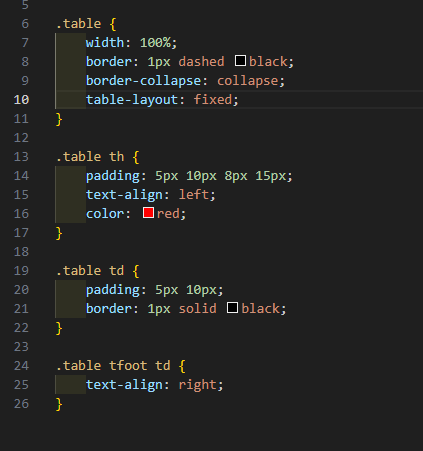 5
6 .table {
7     width: 100%;
8     border: 1px dashed black;
9     border-collapse: collapse;
10     table-layout: fixed;
11 }
12
13 .table th {
14     padding: 5px 10px 8px 15px;
15     text-align: left;
16     color: red;
17 }
18
19 .table td {
20     padding: 5px 10px;
21     border: 1px solid black;
22 }
23
24 .table tfoot td {
25     text-align: right;
26 }